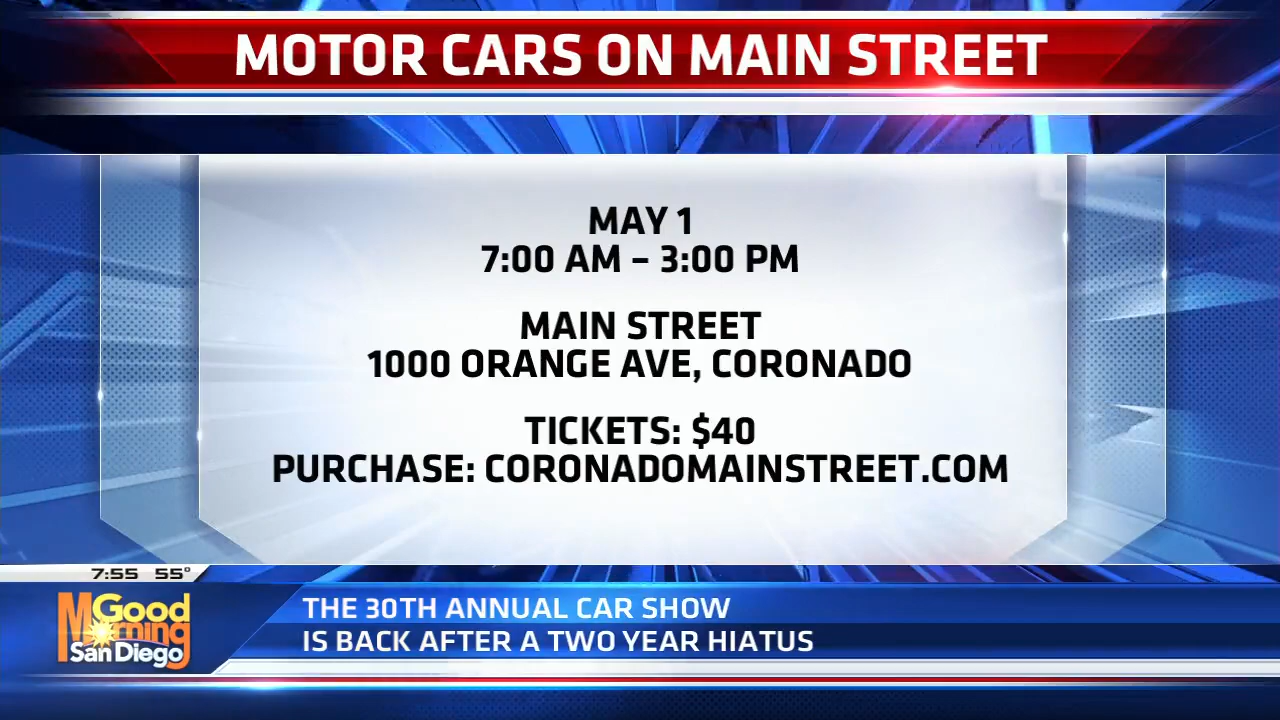 MOTOR CARS ON MAIN STREET
MAY 1
7:00 AM – 3:00 PM
MAIN STREET
1000 ORANGE AVE, CORONADO
TICKETS: $40
PURCHASE: CORONADOMAINSTREET.COM
7:55 55°
Good
Morning
San Diego
THE 30TH ANNUAL CAR SHOW
IS BACK AFTER A TWO YEAR HIATUS